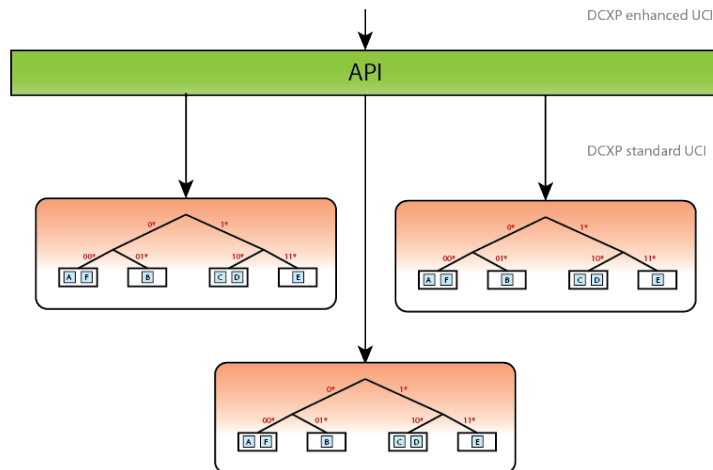 DCXP enhanced UCI
API
DCXP standard UCI
0* 1*
00* 01* 10* 11*
A F B C D E
0* 1*
00* 01* 10* 11*
A F B C D E
0* 1*
00* 01* 10* 11*
A F B C D E